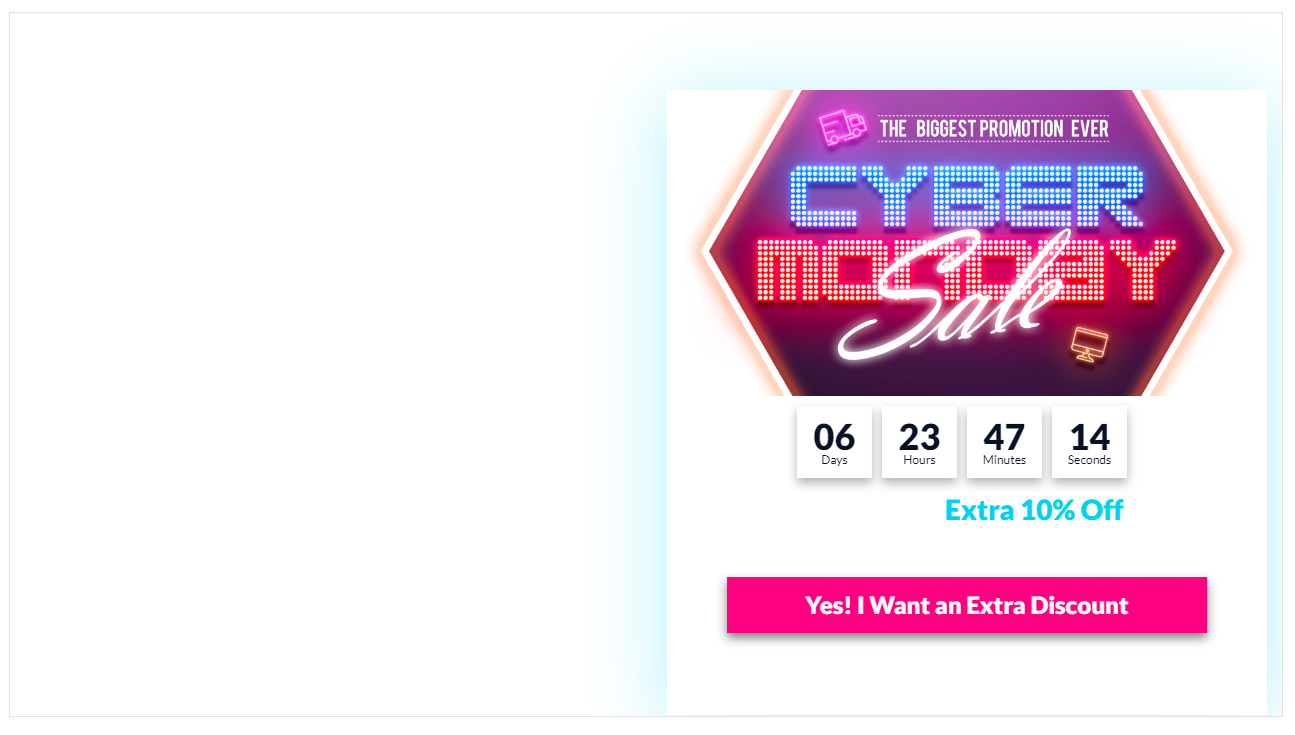 THE BIGGEST PROMOTION EVER
CYBER
MONDAY
Sale
06 23 47 14
Days Hours Minutes Seconds
Extra 10% Off
Yes! I Want an Extra Discount